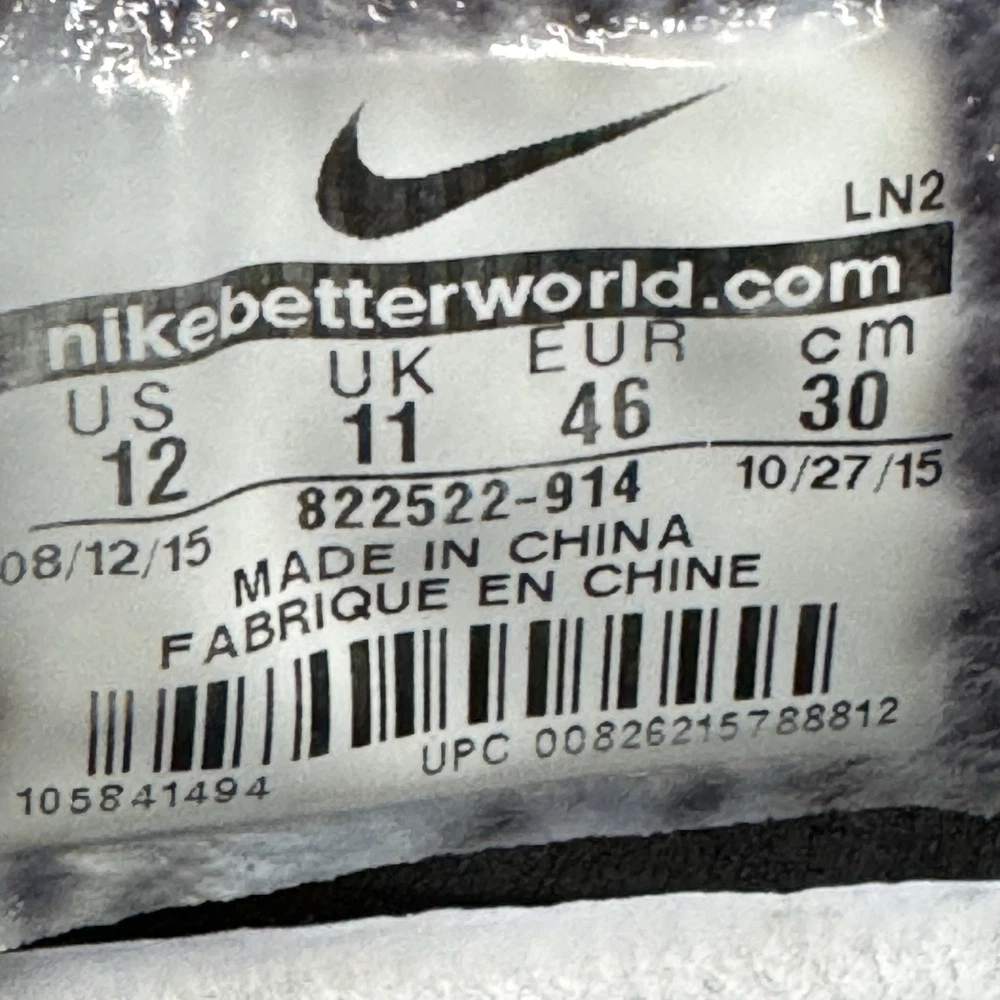 LN2
nikebetterworld.com
US UK EUR cm
12 11 46 30
08/12/15 822522-914 10/27/15
MADE IN CHINA
FABRIQUE EN CHINE
UPC 00826215788812
105841494